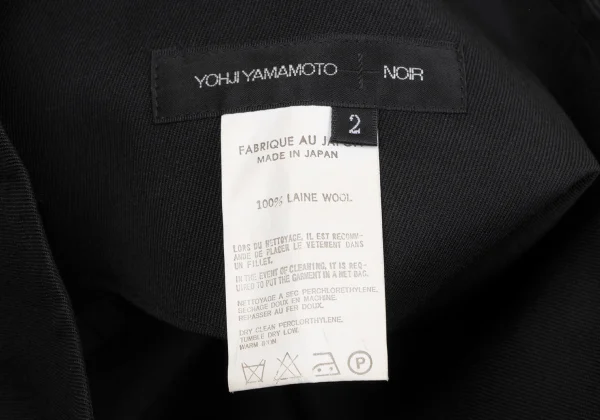 YOHJI YAMAMOTO + NOIR
2
FABRIQUE AU JAPON
MADE IN JAPAN
100% LAINE WOOL
LORS DU NETTOYAGE, IL EST RECOMM-
ANDE DE PLACER LE VETEMENT DANS
UN FILLET.
IN THE EVENT OF CLEANING, IT IS REQ-
UIRED TO PUT THE GARMENT IN A NET BAG.
NETTOYAGE A SEC PERCHLORETHYLENE,
SECHAGE DOUX EN MACHINE,
REPASSER AU FER DOUX.
DRY CLEAN PERCLORTHYLENE,
TUMBLE DRY LOW.
WARM IRON
P